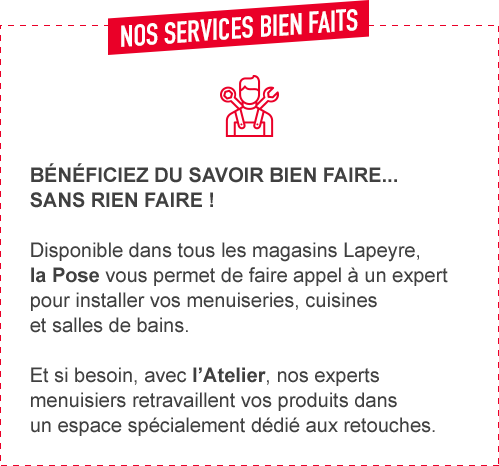 NOS SERVICES BIEN FAITS
BÉNÉFICIEZ DU SAVOIR BIEN FAIRE...
SANS RIEN FAIRE !
Disponible dans tous les magasins Lapeyre,
la Pose vous permet de faire appel à un expert
pour installer vos menuiseries, cuisines
et salles de bains.
Et si besoin, avec l’Atelier, nos experts
menuisiers retravaillent vos produits dans
un espace spécialement dédié aux retouches.